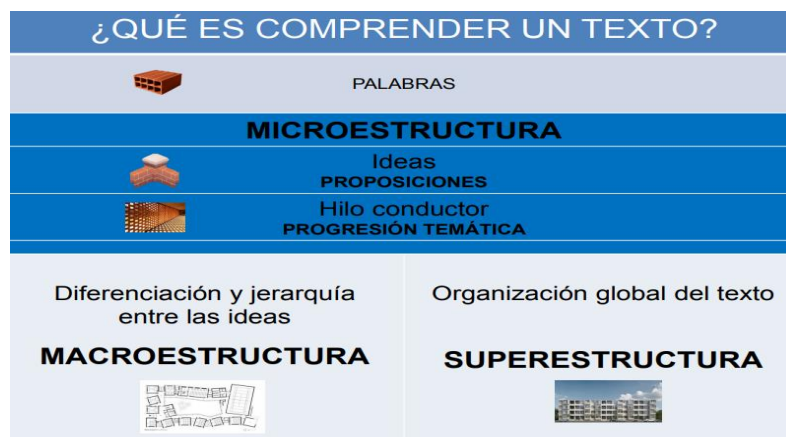 ¿QUÉ ES COMPRENDER UN TEXTO?
PALABRAS
MICROESTRUCTURA
Ideas
PROPOSICIONES
Hilo conductor
PROGRESIÓN TEMÁTICA
Diferenciación y jerarquía
entre las ideas
MACROESTRUCTURA
Organización global del texto
SUPERESTRUCTURA